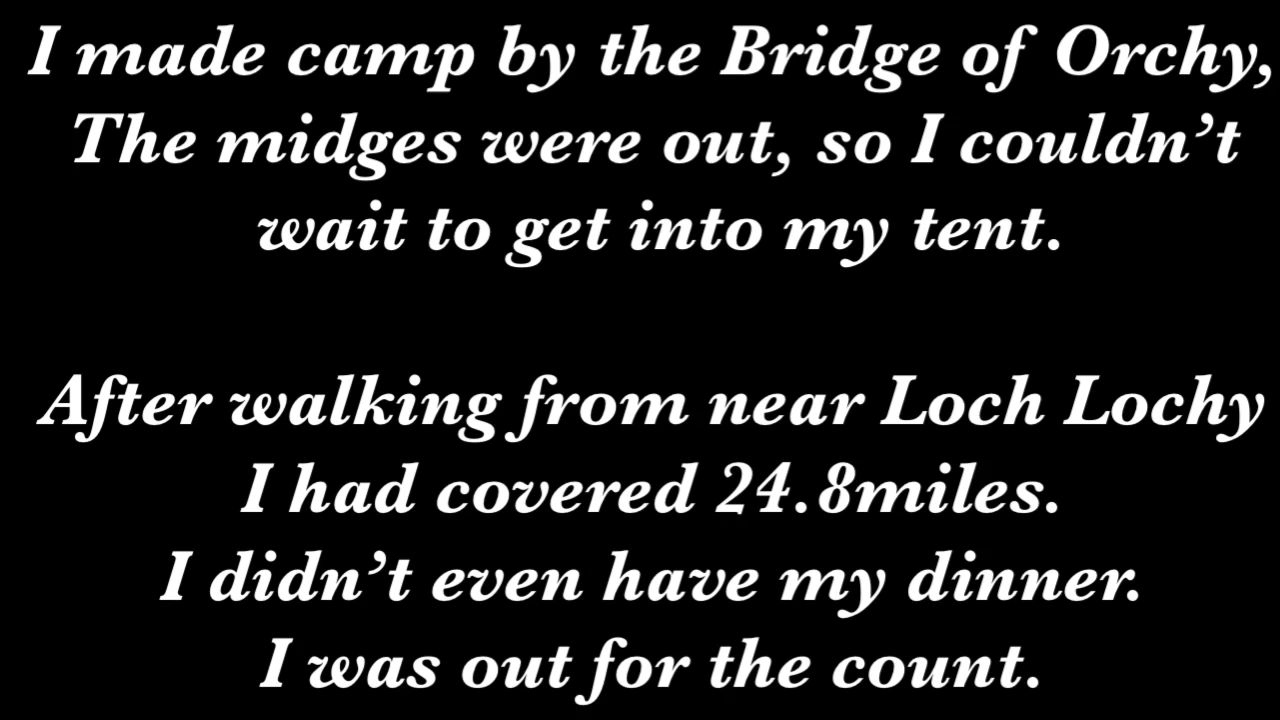 I made camp by the Bridge of Orchy,
The midges were out, so I couldn’t
wait to get into my tent.
After walking from near Loch Lochy
I had covered 24.8miles.
I didn’t even have my dinner.
I was out for the count.